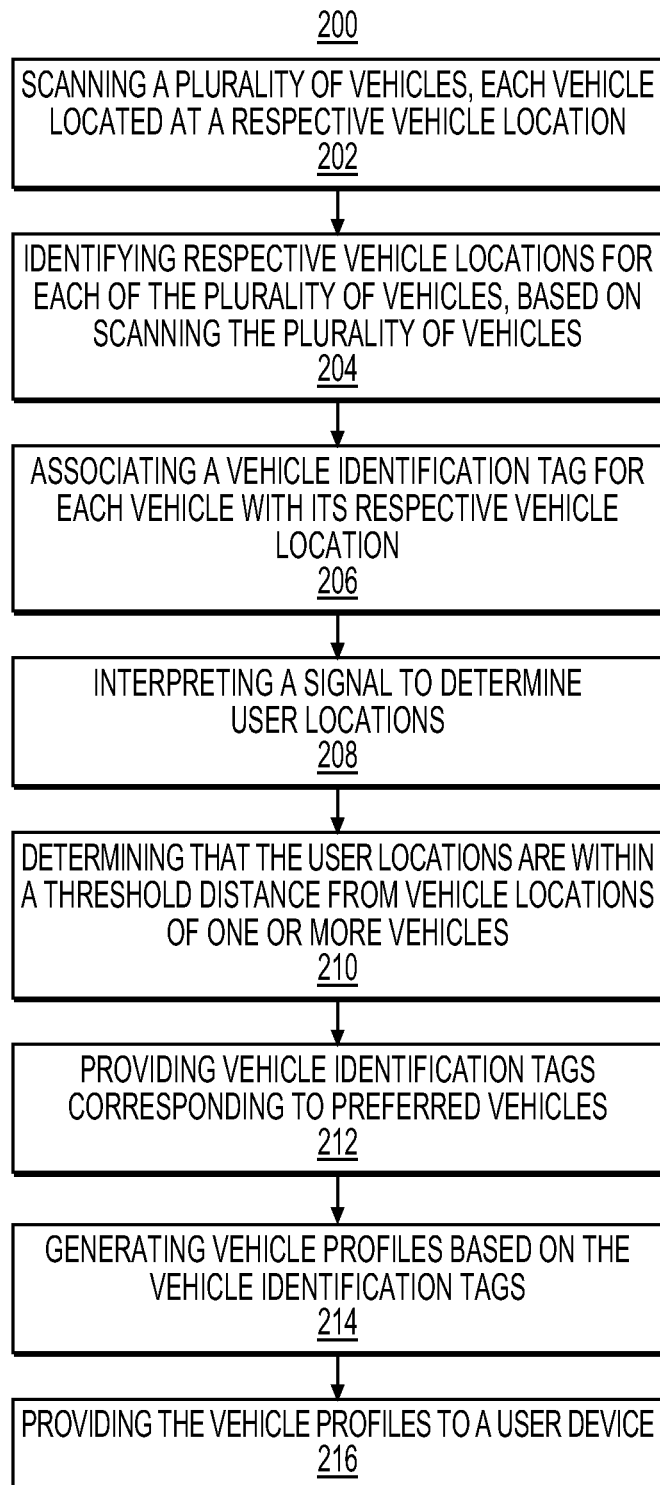 200
SCANNING A PLURALITY OF VEHICLES, EACH VEHICLE
LOCATED AT A RESPECTIVE VEHICLE LOCATION
202
IDENTIFYING RESPECTIVE VEHICLE LOCATIONS FOR
EACH OF THE PLURALITY OF VEHICLES, BASED ON
SCANNING THE PLURALITY OF VEHICLES
204
ASSOCIATING A VEHICLE IDENTIFICATION TAG FOR
EACH VEHICLE WITH ITS RESPECTIVE VEHICLE
LOCATION
206
INTERPRETING A SIGNAL TO DETERMINE
USER LOCATIONS
208
DETERMINING THAT THE USER LOCATIONS ARE WITHIN
A THRESHOLD DISTANCE FROM VEHICLE LOCATIONS
OF ONE OR MORE VEHICLES
210
PROVIDING VEHICLE IDENTIFICATION TAGS
CORRESPONDING TO PREFERRED VEHICLES
212
GENERATING VEHICLE PROFILES BASED ON THE
VEHICLE IDENTIFICATION TAGS
214
PROVIDING THE VEHICLE PROFILES TO A USER DEVICE
216